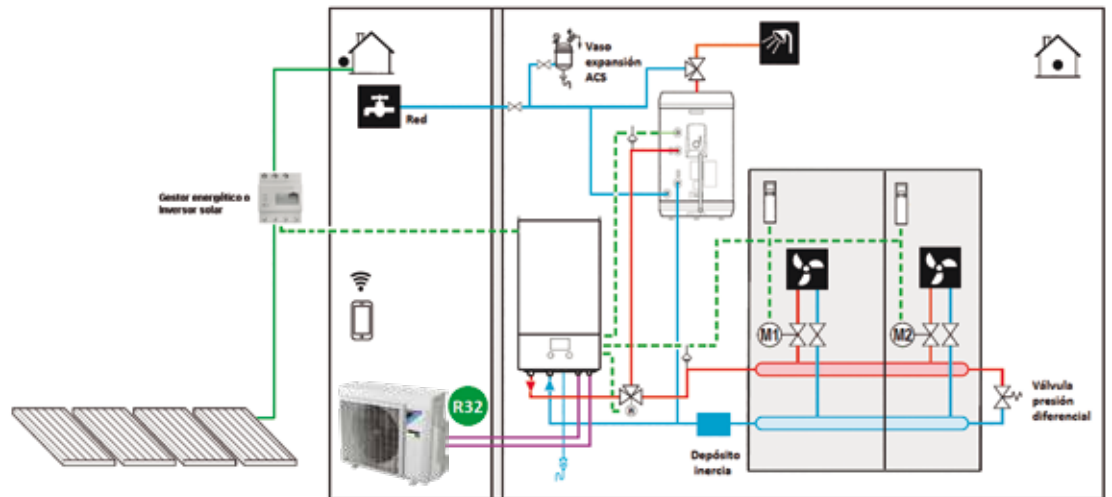 Vaso
expansión
ACS
Red
Gestor energético o
Inversor solar
M1
M2
R32
Válvula
presión
diferencial
Depósito
inercia